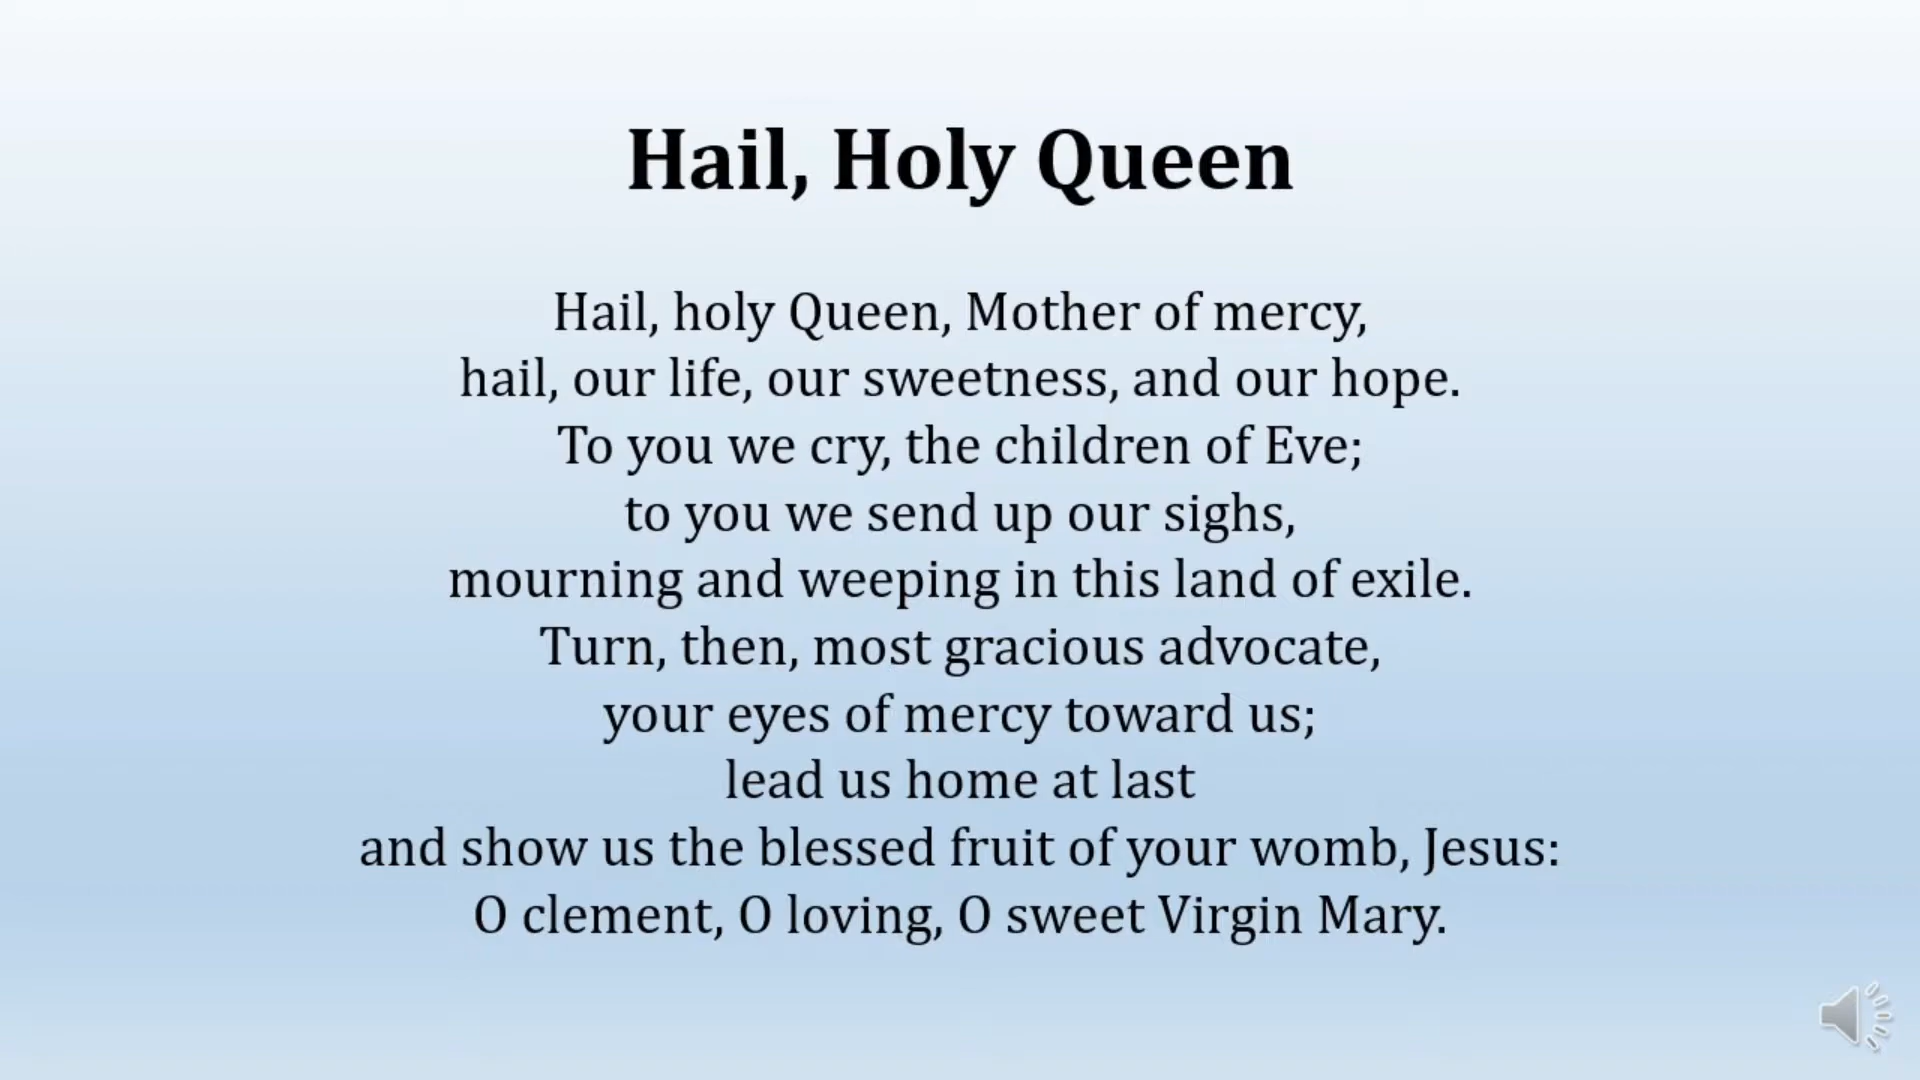 Hail, Holy Queen
Hail, holy Queen, Mother of mercy,
hail, our life, our sweetness, and our hope.
To you we cry, the children of Eve;
to you we send up our sighs,
mourning and weeping in this land of exile.
Turn, then, most gracious advocate,
your eyes of mercy toward us;
lead us home at last
and show us the blessed fruit of your womb, Jesus:
O clement, O loving, O sweet Virgin Mary.